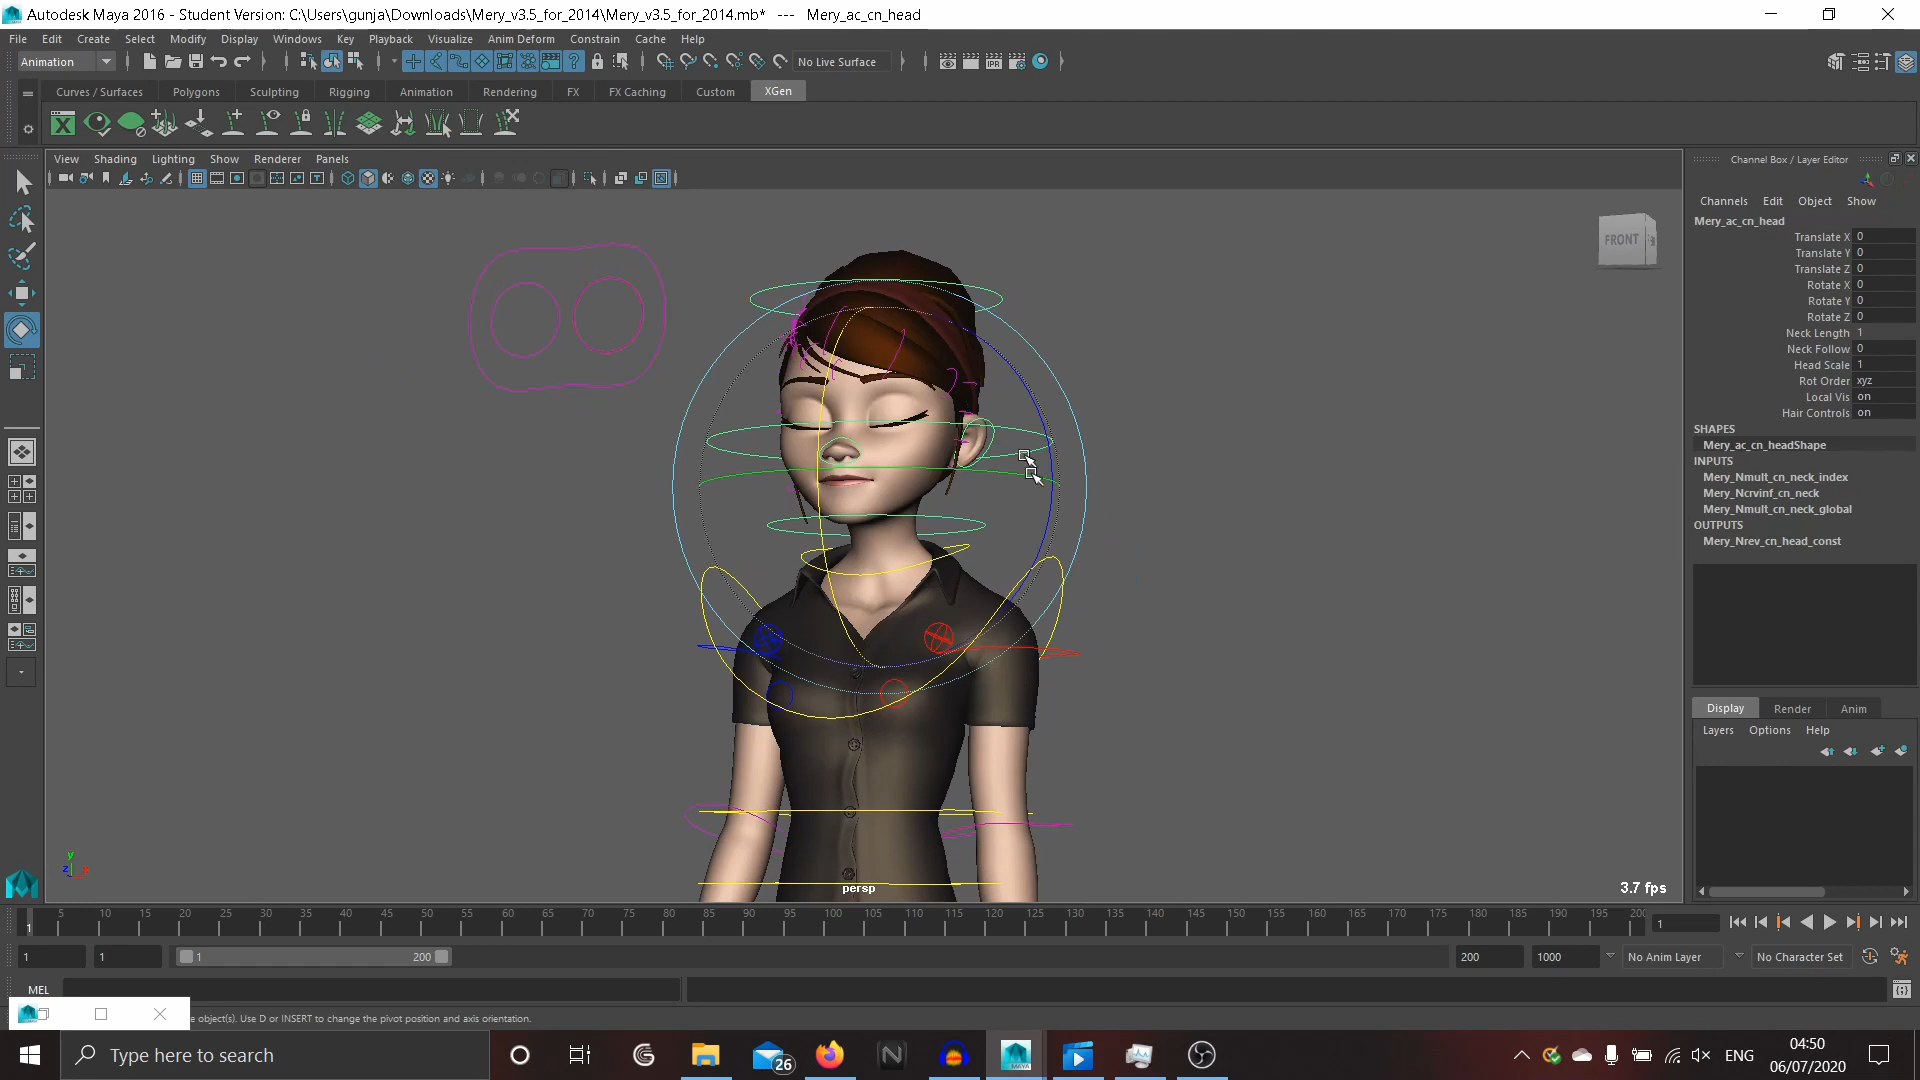 Autodesk Maya 2016 - Student Version: C:\Users\gunja\Downloads\Mery_v3.5_for_2014\Mery_v3.5_for_2014.mb* --- Mery_ac_cn_head
File Edit Create Select Modify Display Windows Key Playback Visualize Anim Deform Constrain Cache Help
Animation No Live Surface
IPR
Curves / Surfaces Polygons Sculpting Rigging Animation Rendering FX FX Caching Custom XGen
View Shading Lighting Show Renderer Panels
Channel Box / Layer Editor
Channels Edit Object Show
Mery_ac_cn_head
Translate X 0
Translate Y 0
Translate Z 0
Rotate X 0
Rotate Y 0
Rotate Z 0
Neck Length 1
Neck Follow 0
Head Scale 1
Rot Order xyz
Local Vis on
Hair Controls on
SHAPES
Mery_ac_cn_headShape
INPUTS
Mery_Nmult_cn_neck_index
Mery_Ncrvinf_cn_neck
Mery_Nmult_cn_neck_global
OUTPUTS
Mery_Nrev_cn_head_const
FRONT
Display Render Anim
Layers Options Help
y
z
persp
3.7 fps
5 10 15 20 25 30 35 40 45 50 55 60 65 70 75 80 85 90 95 100 105 110 115 120 125 130 135 140 145 150 155 160 165 170 175 180 185 190 195 200
1
1
1 1 1 200 200 1000 No Anim Layer No Character Set
MEL
e object(s). Use D or INSERT to change the pivot position and axis orientation.
Type here to search
26
MAYA
ENG
04:50
06/07/2020